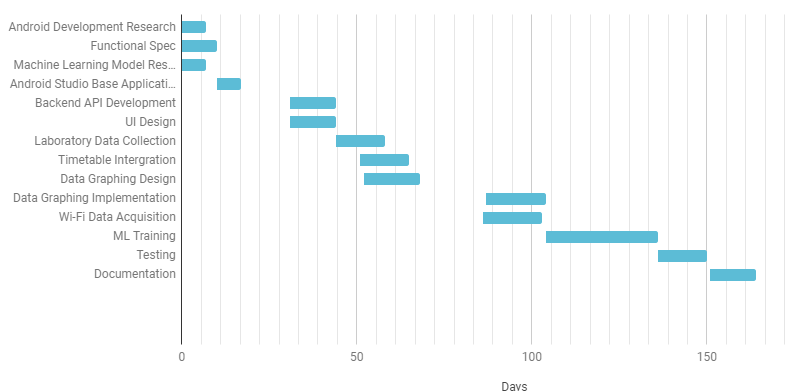 Android Development Research
Functional Spec
Machine Learning Model Res...
Android Studio Base Applicati...
Backend API Development
UI Design
Laboratory Data Collection
Timetable Intergration
Data Graphing Design
Data Graphing Implementation
Wi-Fi Data Acquisition
ML Training
Testing
Documentation
0 50 100 150
Days